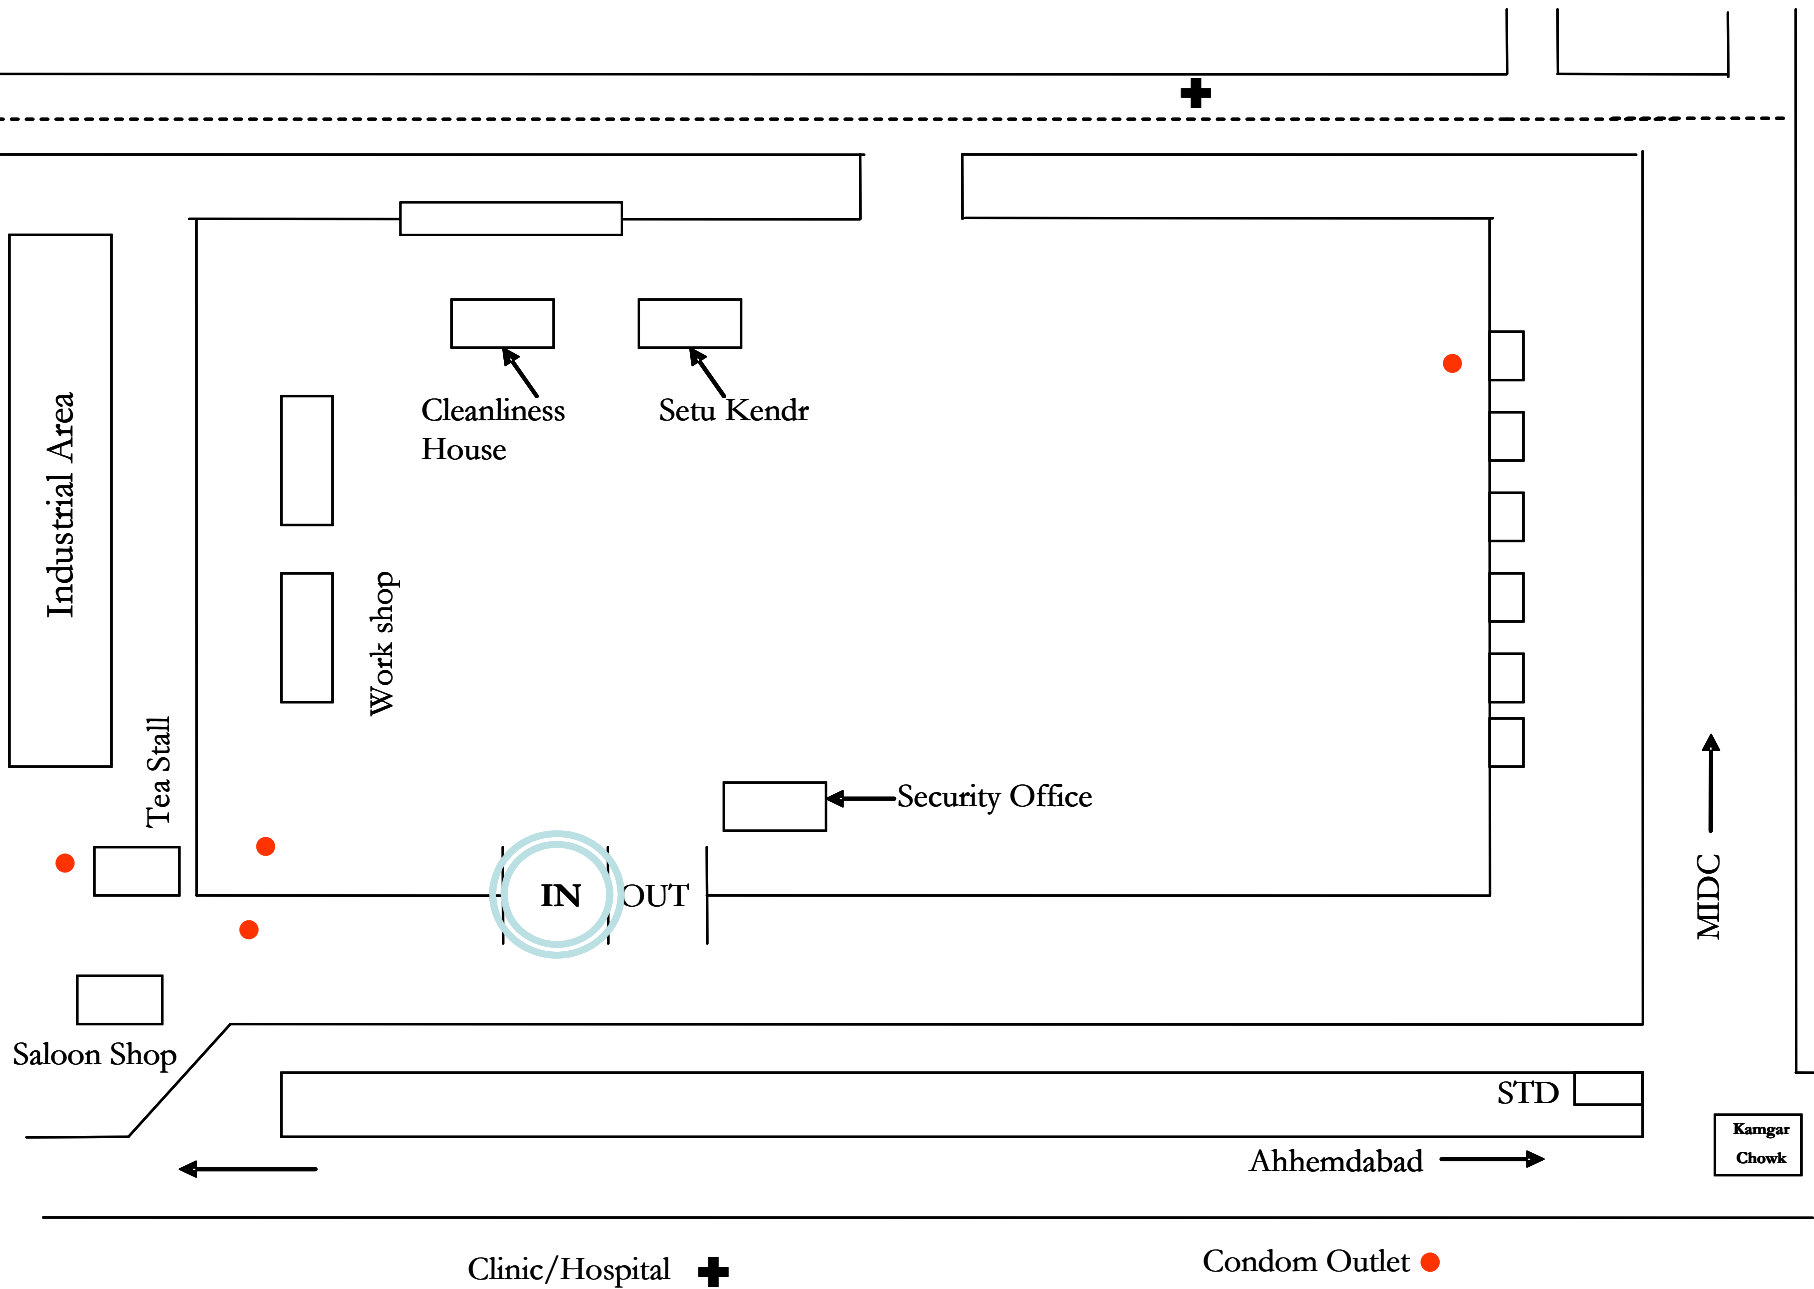 Cleanliness
House
Setu Kendr
Industrial Area
Work shop
Tea Stall
Security Office
IN
OUT
MIDC
Saloon Shop
STD
Kamgar
Chowk
Ahhemdabad
Clinic/Hospital
Condom Outlet